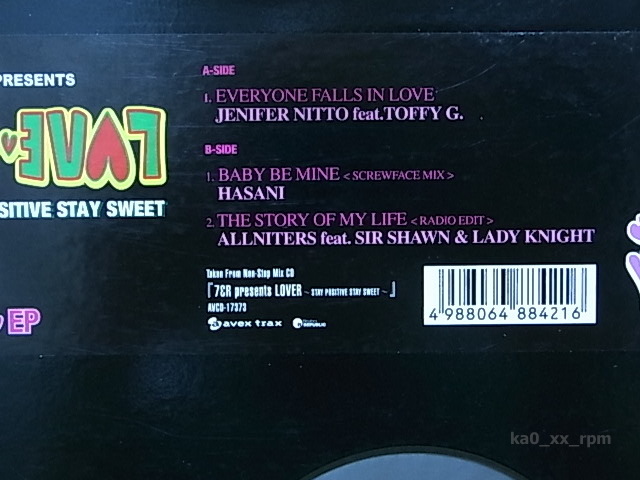 PRESENTS
LOVE
SITIVE STAY SWEET
EP
A-SIDE
1. EVERYONE FALLS IN LOVE
JENIFER NITTO feat.TOFFY G.
B-SIDE
1. BABY BE MINE < SCREWFACE MIX >
HASANI
2. THE STORY OF MY LIFE < RADIO EDIT >
ALLNITERS feat. SIR SHAWN & LADY KNIGHT
Taken From Non-Stop Mix CD
『7ƐR presents LOVER ~ STAY POSITIVE STAY SWEET ~』
AVCD-17373
avex trax REPUBLIC
4 988064 884216
ka0_xx_rpm